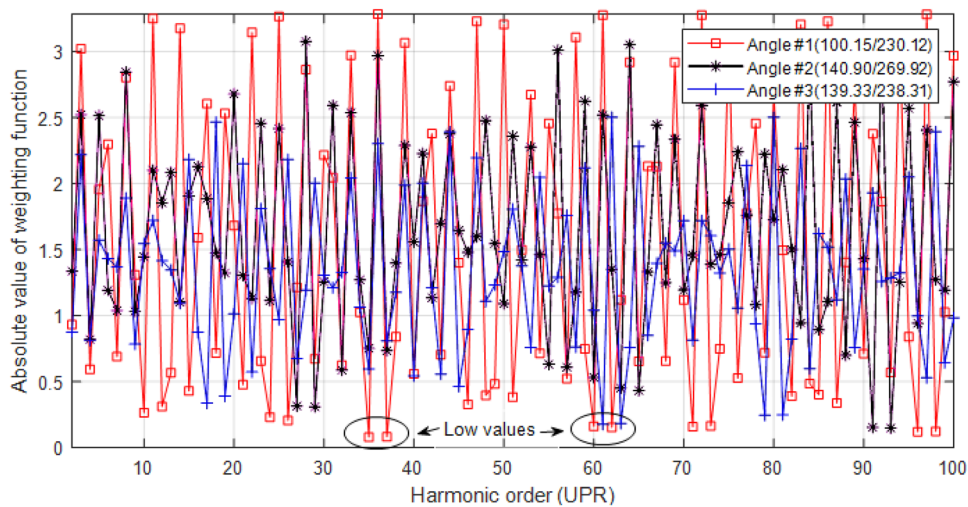 Absolute value of weighting function
3
2.5
2
1.5
1
0.5
0
Angle #1(100.15/230.12)
Angle #2(140.90/269.92)
Angle #3(139.33/238.31)
Low values
10 20 30 40 50 60 70 80 90 100
Harmonic order (UPR)